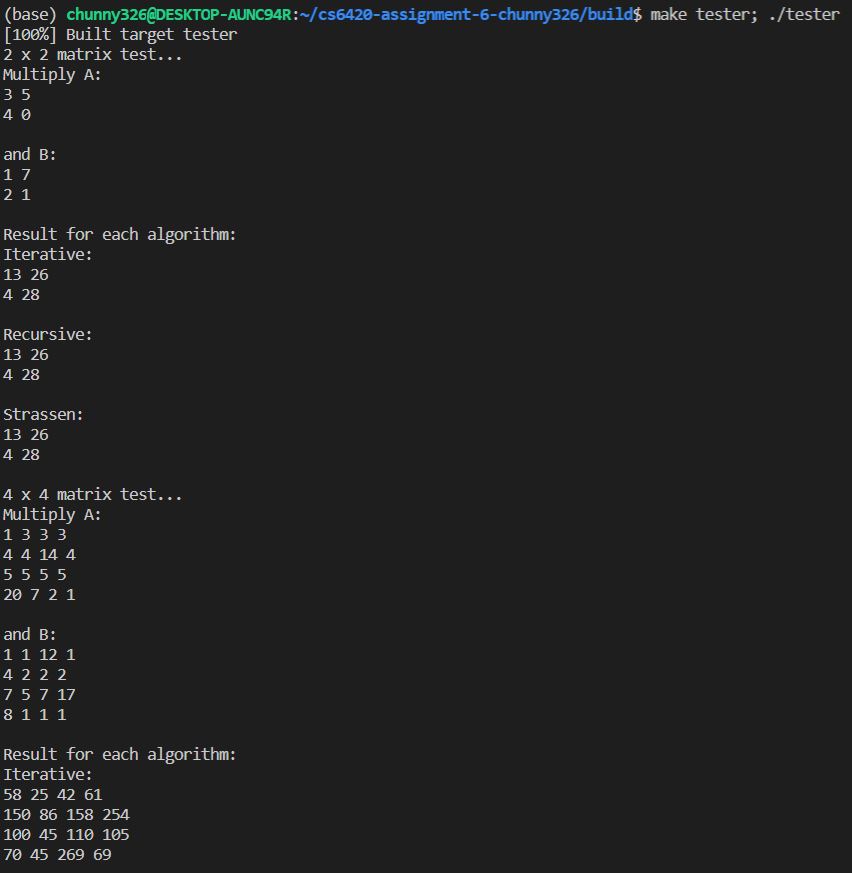 (base) chunny326@DESKTOP-AUNC94R:~/cs6420-assignment-6-chunny326/build$ make tester; ./tester
[100%] Built target tester
2 x 2 matrix test...
Multiply A:
3 5
4 0
and B:
1 7
2 1
Result for each algorithm:
Iterative:
13 26
4 28
Recursive:
13 26
4 28
Strassen:
13 26
4 28
4 x 4 matrix test...
Multiply A:
1 3 3 3
4 4 14 4
5 5 5 5
20 7 2 1
and B:
1 1 12 1
4 2 2 2
7 5 7 17
8 1 1 1
Result for each algorithm:
Iterative:
58 25 42 61
150 86 158 254
100 45 110 105
70 45 269 69